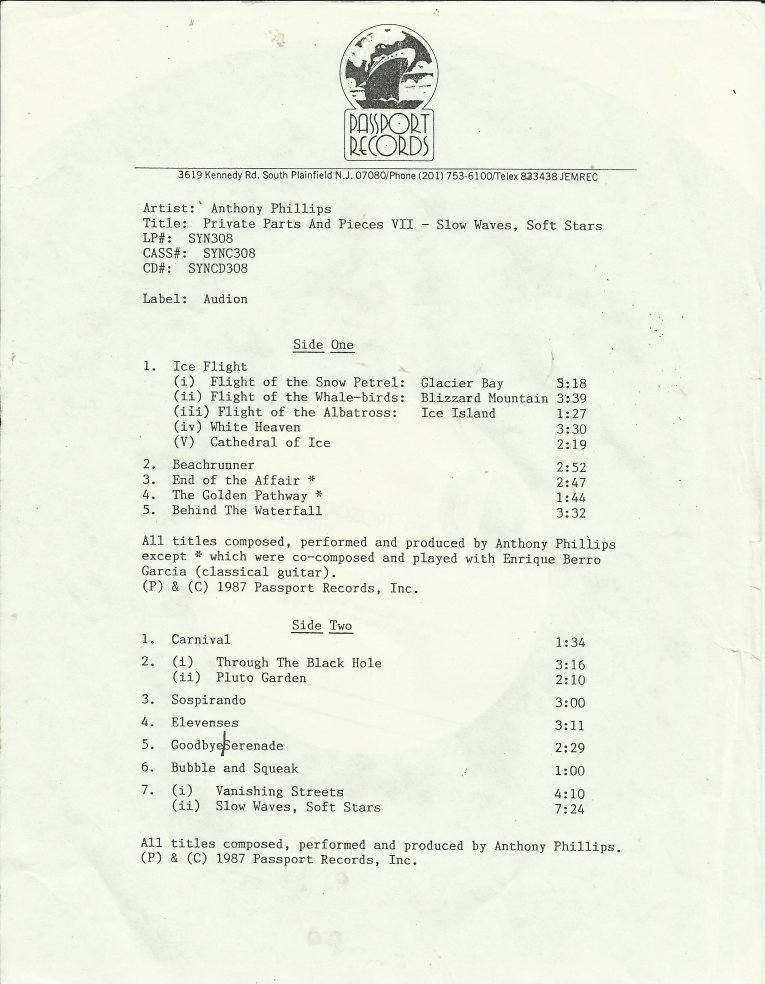 PASSPORT
RECORDS
3619 Kennedy Rd. South Plainfield N.J. 07080/Phone (201) 753-6100/Telex 833438 JEMREC
Artist: Anthony Phillips
Title: Private Parts And Pieces VII - Slow Waves, Soft Stars
LP#: SYN308
CASS#: SYNC308
CD#: SYNCD308
Label: Audion
Side One
1. Ice Flight
(i) Flight of the Snow Petrel: Glacier Bay 3:18
(ii) Flight of the Whale-birds: Blizzard Mountain 3:39
(iii) Flight of the Albatross: Ice Island 1:27
(iv) White Heaven 3:30
(V) Cathedral of Ice 2:19
2. Beachrunner 2:52
3. End of the Affair * 2:47
4. The Golden Pathway * 1:44
5. Behind The Waterfall 3:32
All titles composed, performed and produced by Anthony Phillips
except * which were co-composed and played with Enrique Berro
Garcia (classical guitar).
(P) & (C) 1987 Passport Records, Inc.
Side Two
1. Carnival 1:34
2. (i) Through The Black Hole 3:16
(ii) Pluto Garden 2:10
3. Sospirando 3:00
4. Elevenses 3:11
5. Goodbye Serenade 2:29
6. Bubble and Squeak 1:00
7. (i) Vanishing Streets 4:10
(ii) Slow Waves, Soft Stars 7:24
All titles composed, performed and produced by Anthony Phillips.
(P) & (C) 1987 Passport Records, Inc.